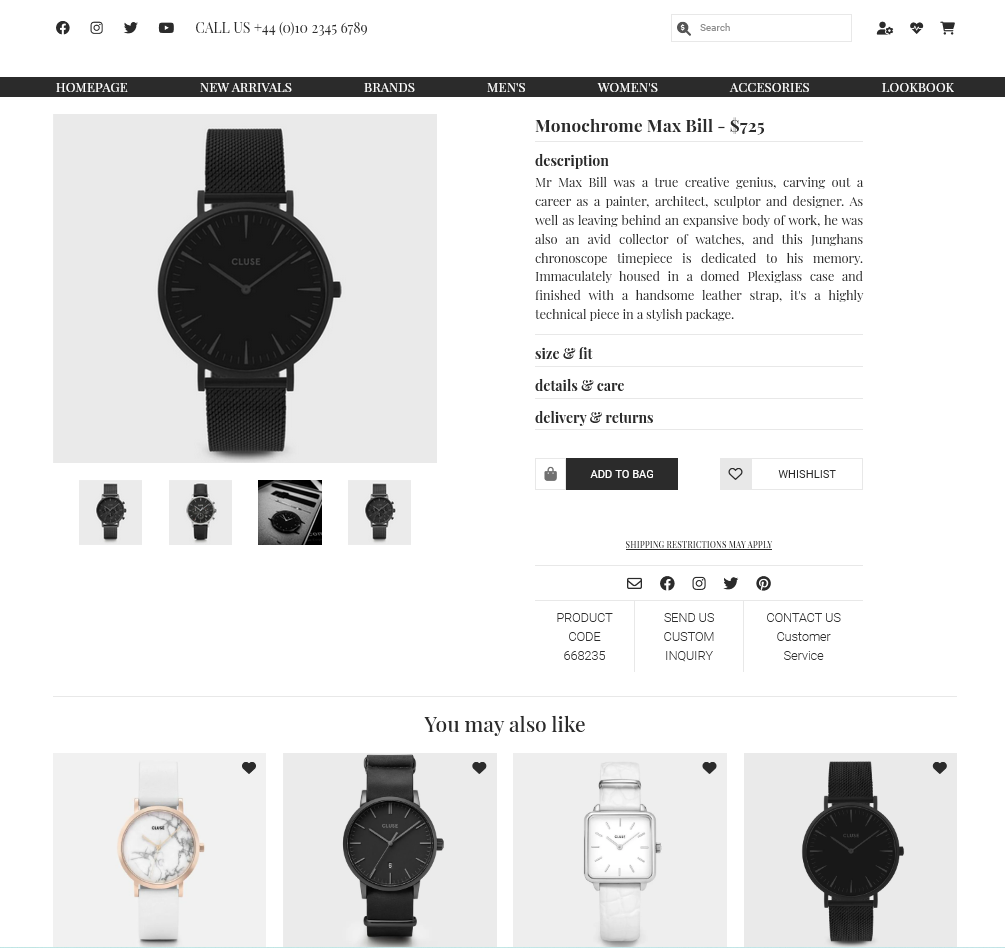 CALL US +44 (0)10 2345 6789
Search
HOMEPAGE NEW ARRIVALS BRANDS MEN'S WOMEN'S ACCESORIES LOOKBOOK
Monochrome Max Bill - $725
description
Mr Max Bill was a true creative genius, carving out a
career as a painter, architect, sculptor and designer. As
well as leaving behind an expansive body of work, he was
also an avid collector of watches, and this Junghans
chronoscope timepiece is dedicated to his memory.
Immaculately housed in a domed Plexiglass case and
finished with a handsome leather strap, it's a highly
technical piece in a stylish package.
CLUSE
size & fit
details & care
delivery & returns
ADD TO BAG
WHISHLIST
SHIPPING RESTRICTIONS MAY APPLY
PRODUCT
CODE
668235
SEND US
CUSTOM
INQUIRY
CONTACT US
Customer
Service
You may also like
CLUSE
CLUSE
CLUSE
CLUSE